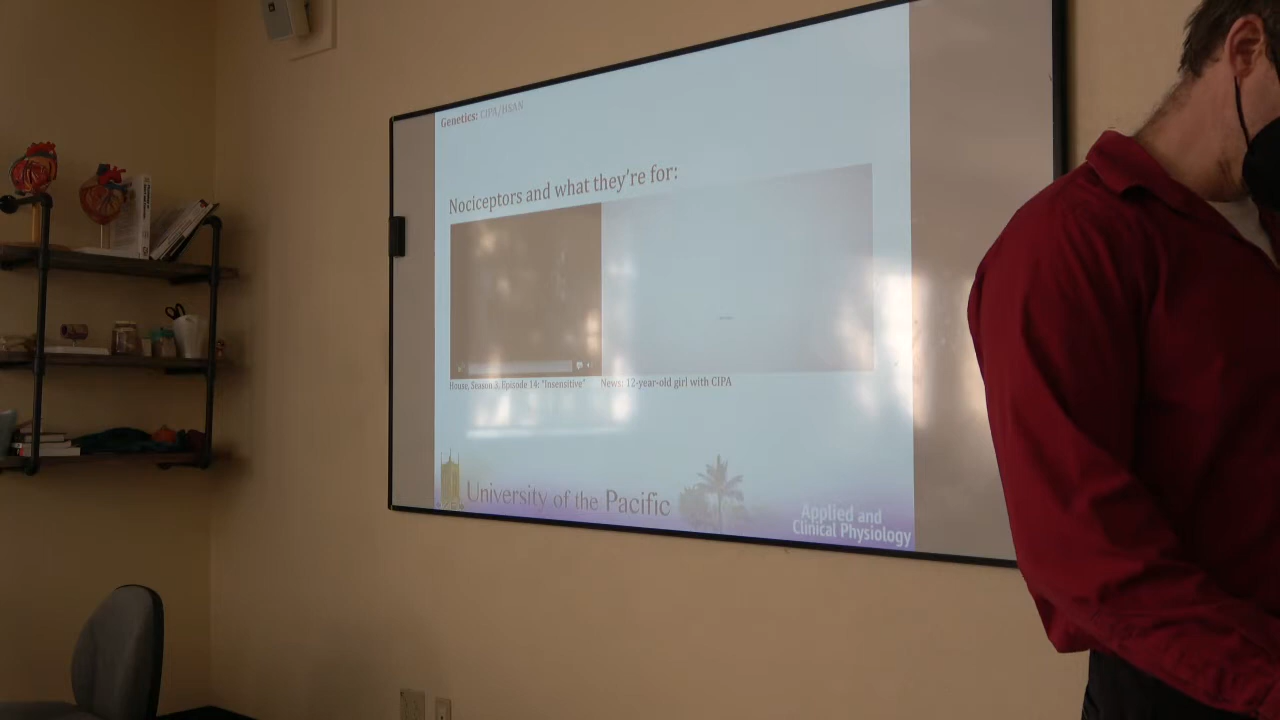 Genetics: CIPA/HSAN
Nociceptors and what they're for:
House, Season 3, Episode 14: "Insensitive"
News: 12-year-old girl with CIPA
University of the Pacific
Applied and
Clinical Physiology